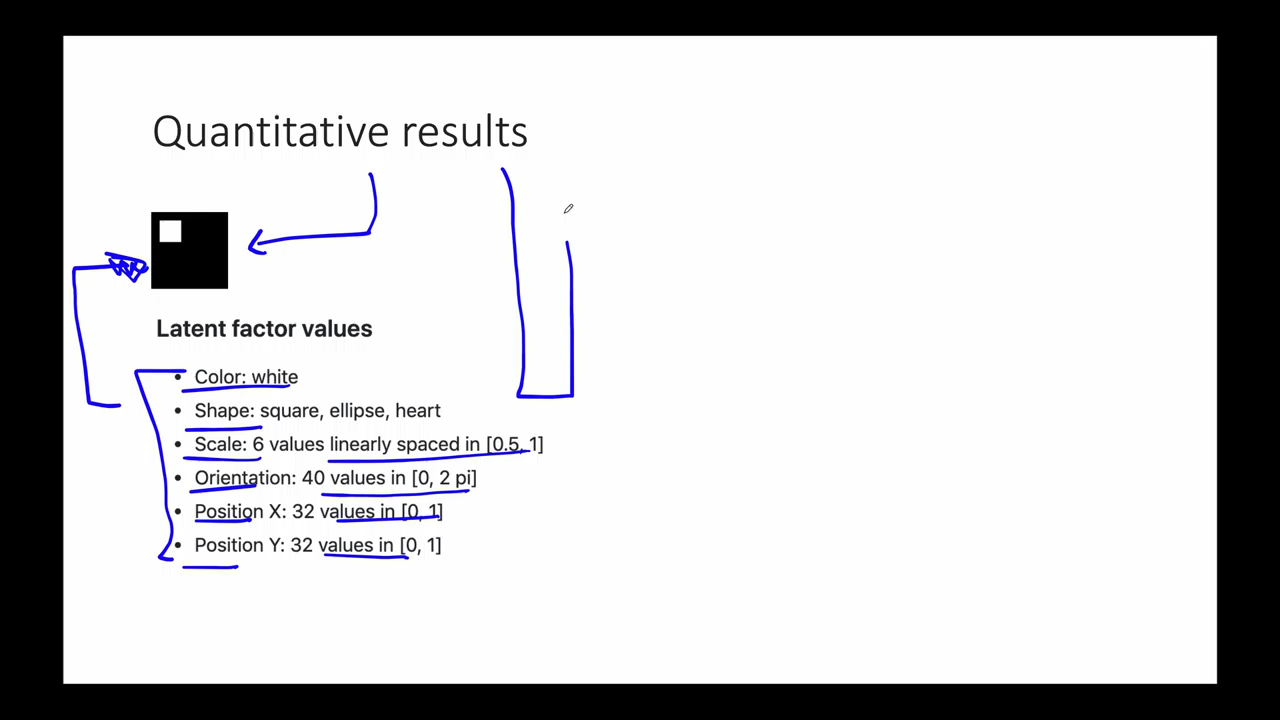 Quantitative results
Latent factor values
• Color: white
• Shape: square, ellipse, heart
• Scale: 6 values linearly spaced in [0.5, 1]
• Orientation: 40 values in [0, 2 pi]
• Position X: 32 values in [0, 1]
• Position Y: 32 values in [0, 1]